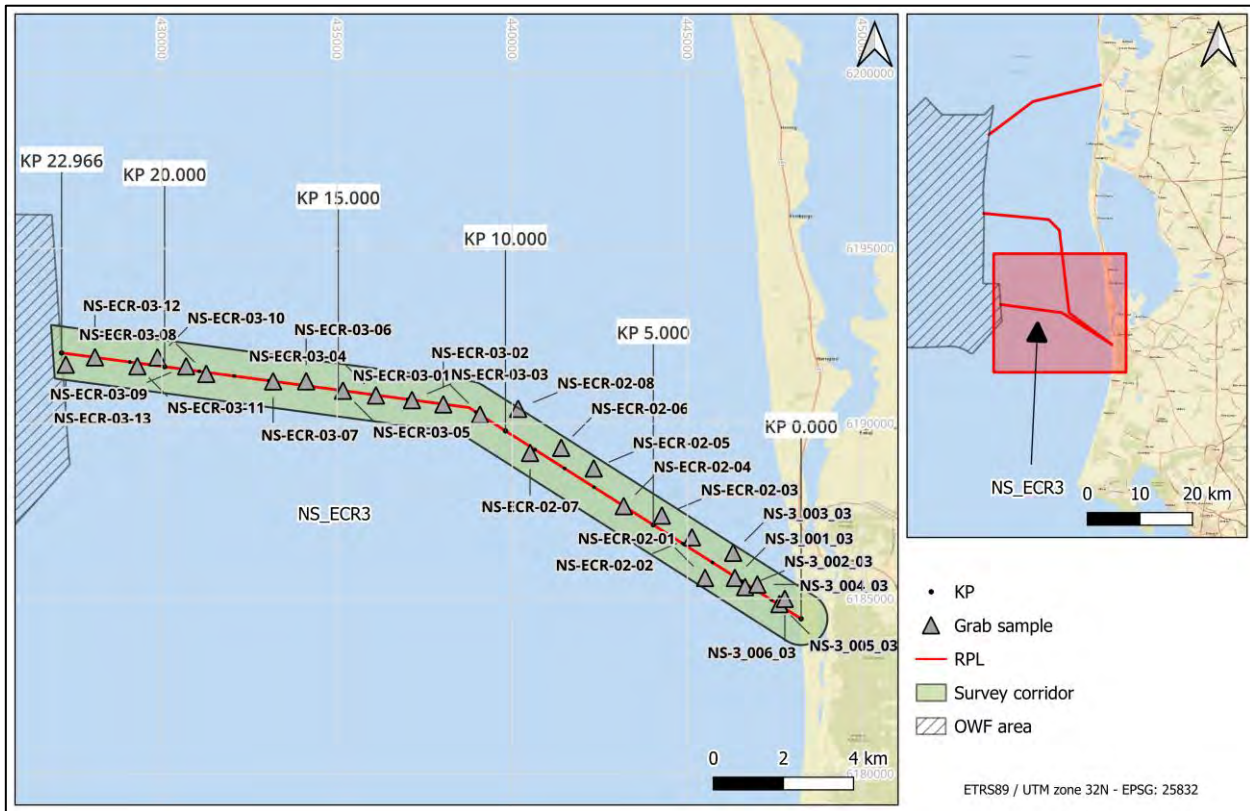 430000
435000
440000
445000
6200000
KP 22.966
KP 20.000
KP 15.000
KP 10.000
6195000
KP 5.000
KP 0.000
NS-ECR-03-12
NS-ECR-03-10
NS-ECR-03-08
NS-ECR-03-06
NS-ECR-03-04
NS-ECR-03-02
NS-ECR-03-01
NS-ECR-03-03
NS-ECR-02-08
NS-ECR-03-09
NS-ECR-03-11
NS-ECR-03-13
NS-ECR-03-07
NS-ECR-03-05
6190000
NS-ECR-02-06
NS-ECR-02-05
NS-ECR-02-04
NS-ECR-02-07
NS-ECR-02-03
NS_ECR3
NS-3_003_03
NS-ECR-02-01
NS-3_001_03
NS-ECR-02-02
NS-3_002_03
NS-3_004_03
6185000
NS-3_005_03
NS-3_006_03
0 2 4 km
6180000
NS_ECR3
0 10 20 km
KP
Grab sample
RPL
Survey corridor
OWF area
ETRS89 / UTM zone 32N - EPSG: 25832